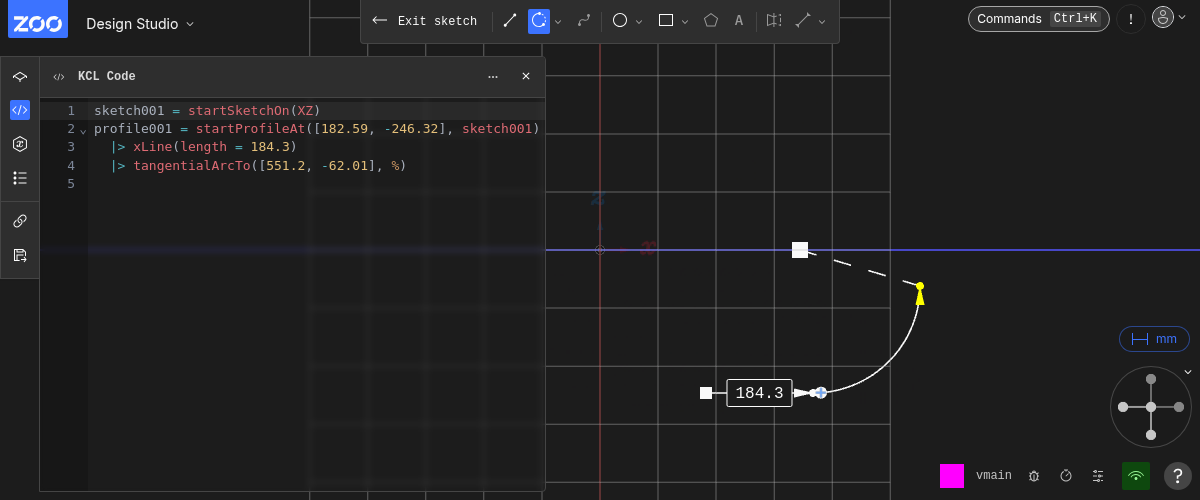 ZOO
Design Studio
Exit sketch
A
Commands Ctrl+K
!
KCL Code
1 sketch001 = startSketchOn(XZ)
2 profile001 = startProfileAt([182.59, -246.32], sketch001)
3 |> xLine(length = 184.3)
4 |> tangentialArcTo([551.2, -62.01], %)
5
z
x
184.3
mm
vmain
?